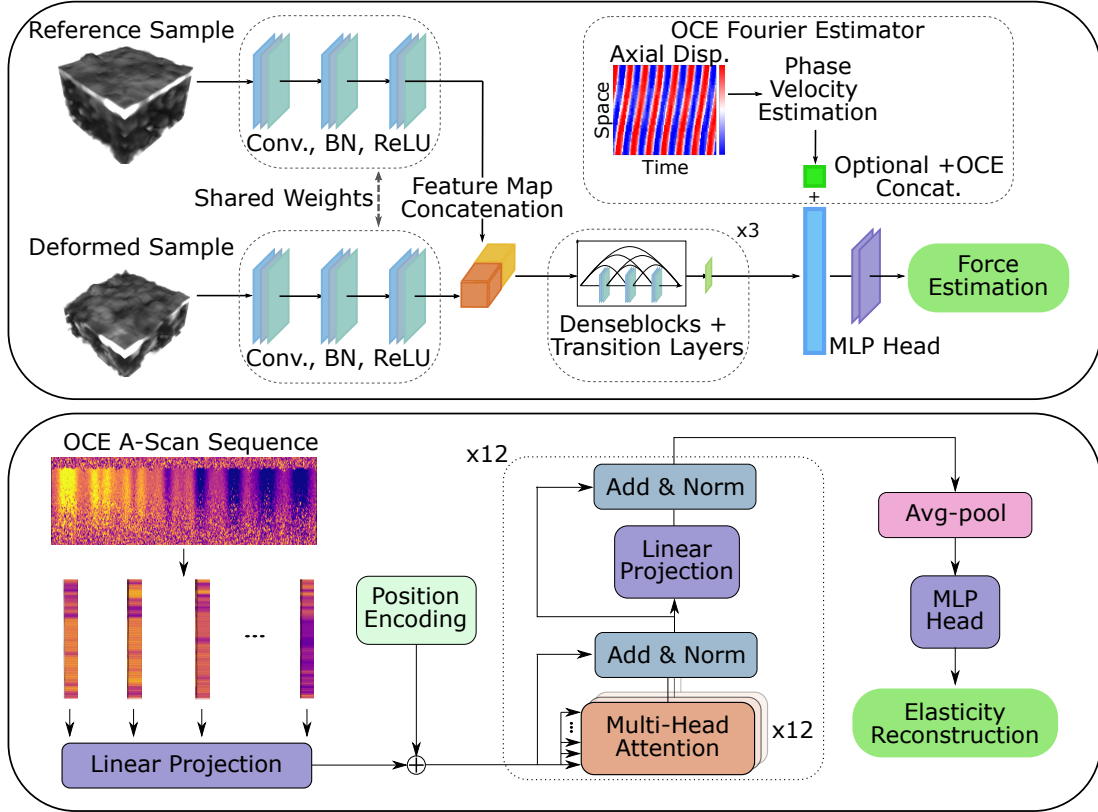 Reference Sample
Conv., BN, ReLU
Shared Weights
Deformed Sample
Conv., BN, ReLU
Feature Map
Concatenation
OCE Fourier Estimator
Axial Disp.
Space
Time
Phase
Velocity
Estimation
Optional +OCE
Concat.
+
x3
Denseblocks +
Transition Layers
MLP Head
Force
Estimation
OCE A-Scan Sequence
...
Linear Projection
Position
Encoding
+
x12
Add & Norm
Linear
Projection
Add & Norm
...
Multi-Head
Attention
x12
Avg-pool
MLP
Head
Elasticity
Reconstruction